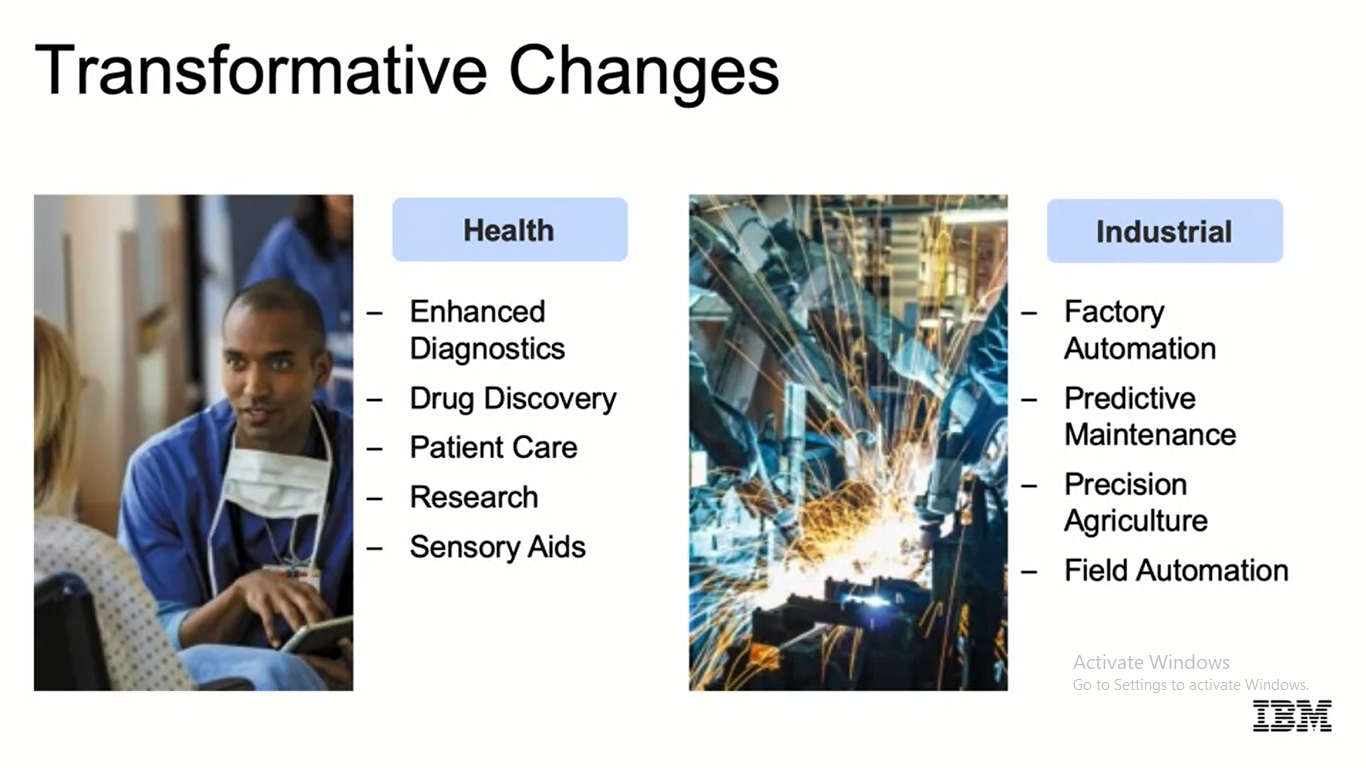 Transformative Changes
Health
– Enhanced
Diagnostics
– Drug Discovery
– Patient Care
– Research
– Sensory Aids
Industrial
– Factory
Automation
– Predictive
Maintenance
– Precision
Agriculture
– Field Automation
Activate Windows
Go to Settings to activate Windows.
IBM